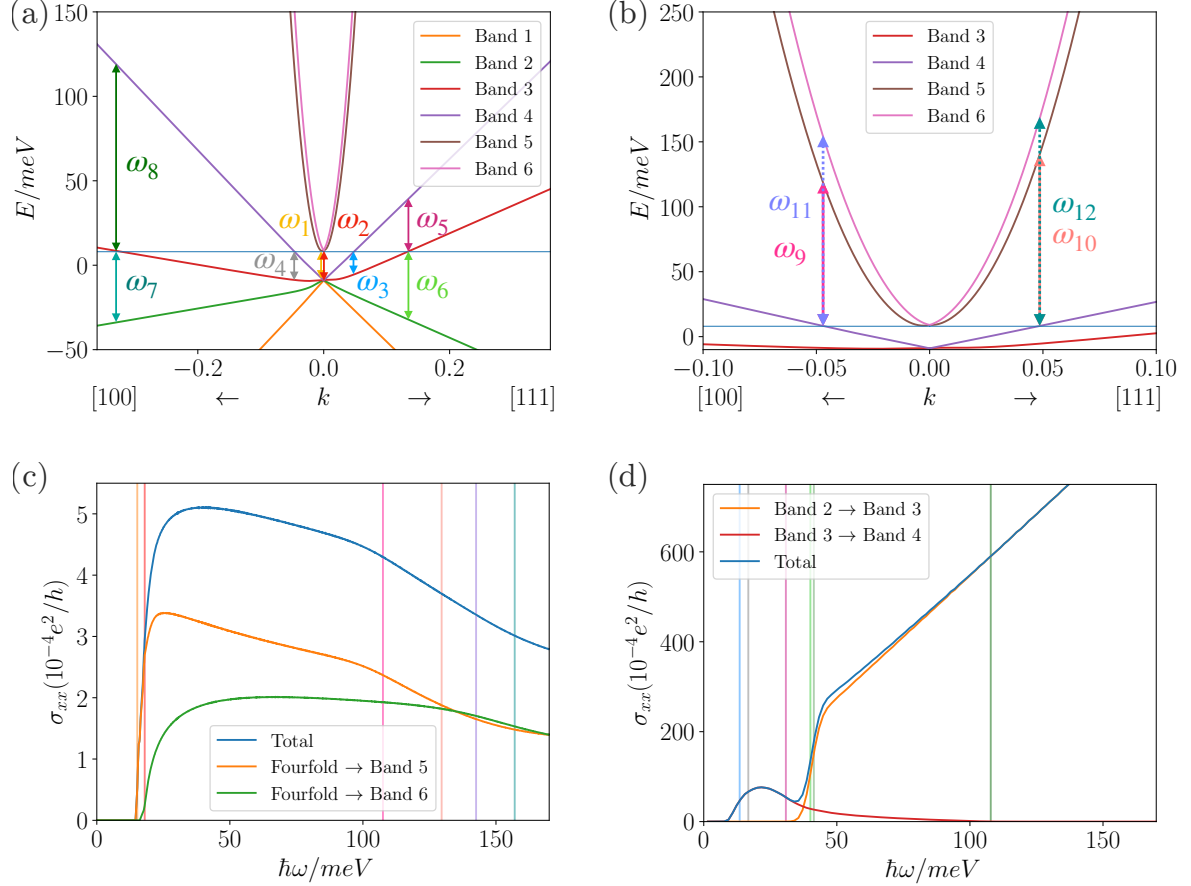 (a)
150
100
50
0
−50
E/meV
Band 1
Band 2
Band 3
Band 4
Band 5
Band 6
ω8
ω1
ω2
ω5
ω4
ω3
ω7
ω6
−0.2
0.0
0.2
[100]
←
k
→
[111]
(b)
250
200
150
100
50
0
E/meV
Band 3
Band 4
Band 5
Band 6
ω11
ω9
ω12
ω10
−0.10
−0.05
0.00
0.05
0.10
[100]
←
k
→
[111]
(c)
5
4
3
2
1
0
σxx(10⁻⁴e²/h)
Total
Fourfold → Band 5
Fourfold → Band 6
0
50
100
150
ℏω/meV
(d)
600
400
200
0
σxx(10⁻⁴e²/h)
Band 2 → Band 3
Band 3 → Band 4
Total
0
50
100
150
ℏω/meV